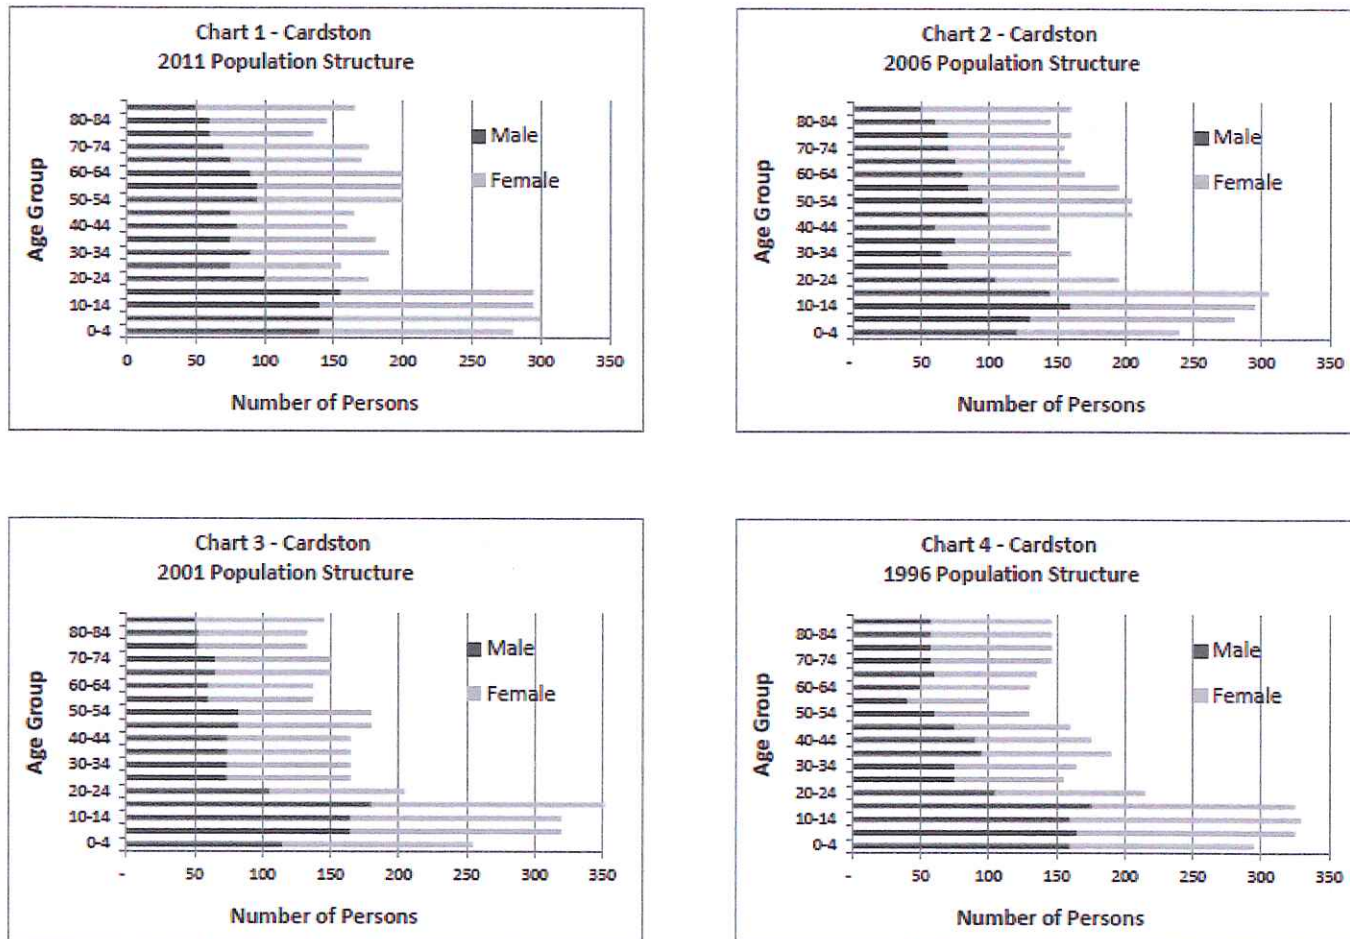 Chart 1 - Cardston
2011 Population Structure
Age Group
80-84
70-74
60-64
50-54
40-44
30-34
20-24
10-14
0-4
Male
Female
0 50 100 150 200 250 300 350
Number of Persons
Chart 2 - Cardston
2006 Population Structure
Age Group
80-84
70-74
60-64
50-54
40-44
30-34
20-24
10-14
0-4
Male
Female
- 50 100 150 200 250 300 350
Number of Persons
Chart 3 - Cardston
2001 Population Structure
Age Group
80-84
70-74
60-64
50-54
40-44
30-34
20-24
10-14
0-4
Male
Female
- 50 100 150 200 250 300 350
Number of Persons
Chart 4 - Cardston
1996 Population Structure
Age Group
80-84
70-74
60-64
50-54
40-44
30-34
20-24
10-14
0-4
Male
Female
- 50 100 150 200 250 300 350
Number of Persons